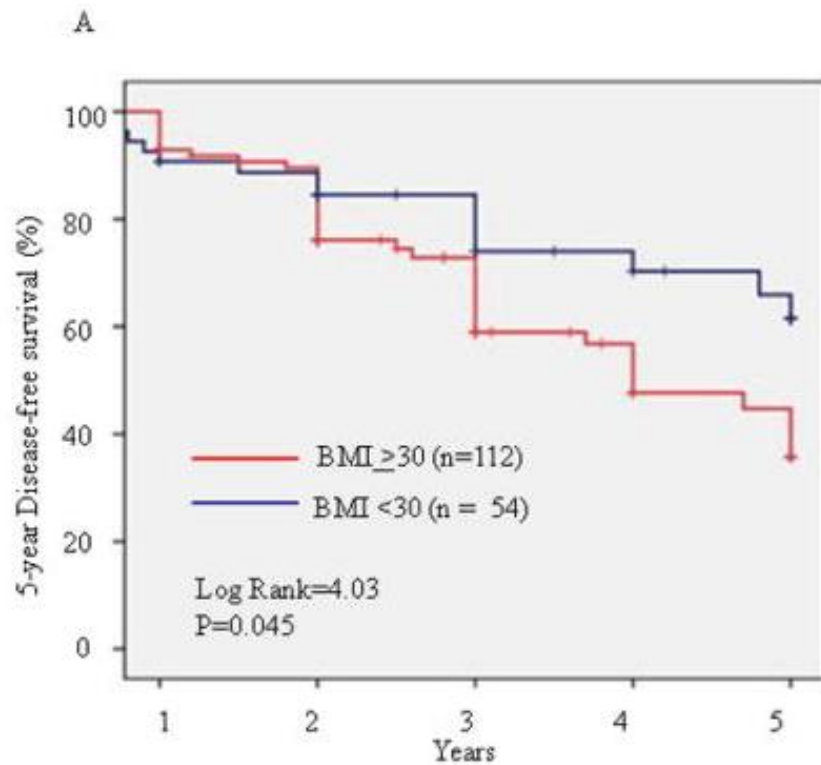 A
5-year Disease-free survival (%)
100
80
60
40
20
0
BMI ≥30 (n=112)
BMI <30 (n = 54)
Log Rank=4.03
P=0.045
1 2 3 4 5
Years